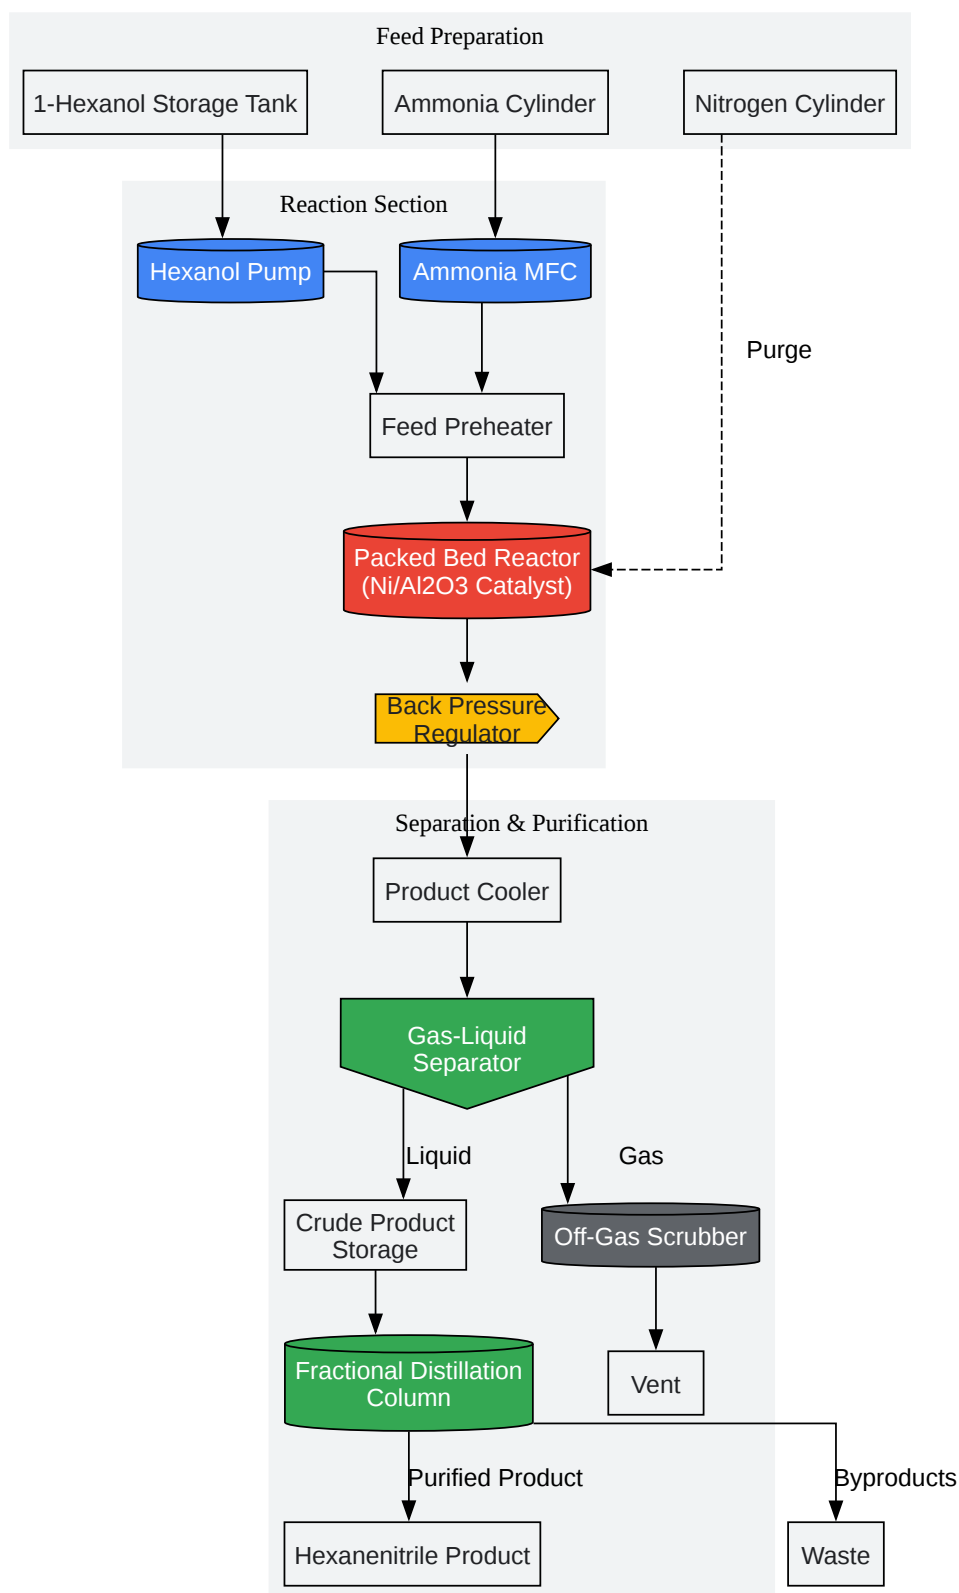 Feed Preparation
1-Hexanol Storage Tank
Ammonia Cylinder
Nitrogen Cylinder
Reaction Section
Hexanol Pump
Ammonia MFC
Purge
Feed Preheater
Packed Bed Reactor
(Ni/Al2O3 Catalyst)
Back Pressure
Regulator
Separation & Purification
Product Cooler
Gas-Liquid
Separator
Liquid
Gas
Crude Product
Storage
Off-Gas Scrubber
Fractional Distillation
Column
Vent
Purified Product
Byproducts
Hexanenitrile Product
Waste